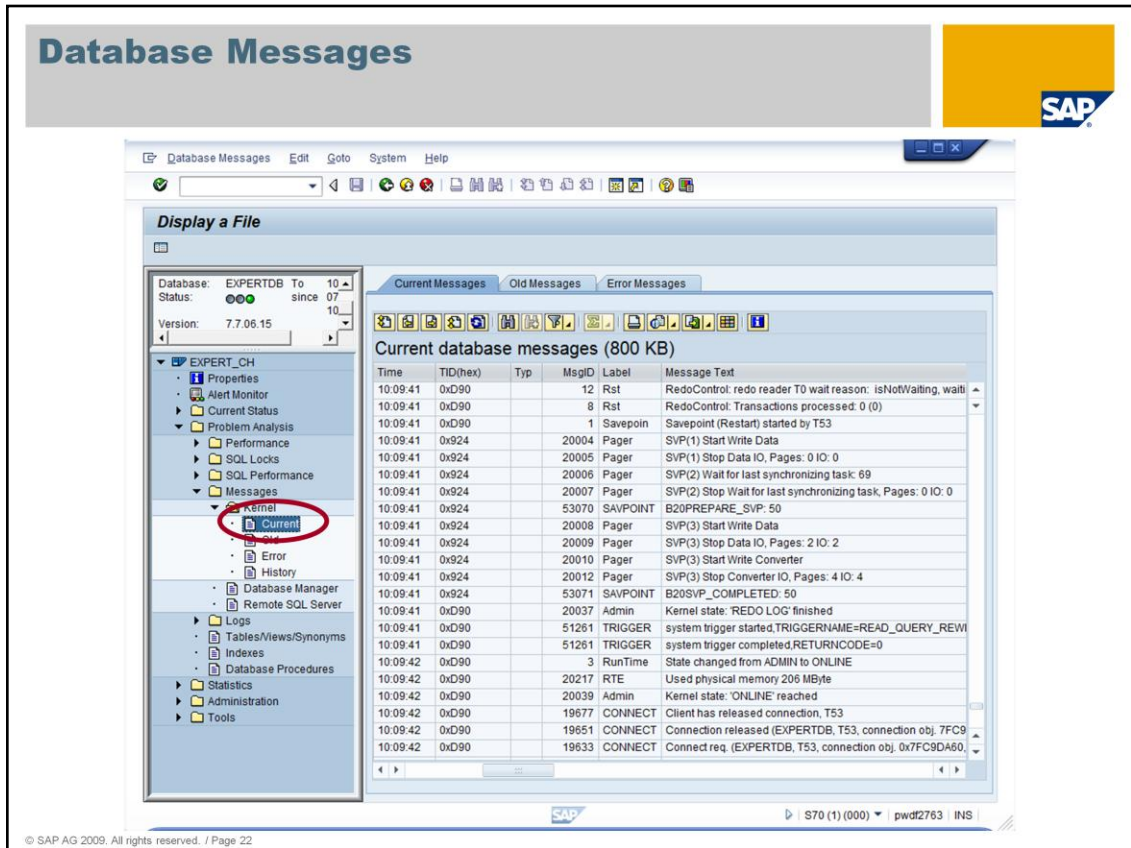 Database Messages
SAP
Database Messages Edit Goto System Help
Display a File
Database: EXPERTDB To 10
Status: since 07
10
Version: 7.7.06.15
EXPERT_CH
Properties
Alert Monitor
Current Status
Problem Analysis
Performance
SQL Locks
SQL Performance
Messages
Kernel
Current
Old
Error
History
Database Manager
Remote SQL Server
Logs
Tables/Views/Synonyms
Indexes
Database Procedures
Statistics
Administration
Tools
Current Messages Old Messages Error Messages
Current database messages (800 KB)
Time TID(hex) Typ MsgID Label Message Text
10:09:41 0xD90 12 Rst RedoControl: redo reader T0 wait reason: isNotWaiting, waiti
10:09:41 0xD90 8 Rst RedoControl: Transactions processed: 0 (0)
10:09:41 0xD90 1 Savepoin Savepoint (Restart) started by T53
10:09:41 0x924 20004 Pager SVP(1) Start Write Data
10:09:41 0x924 20005 Pager SVP(1) Stop Data IO, Pages: 0 IO: 0
10:09:41 0x924 20006 Pager SVP(2) Wait for last synchronizing task: 69
10:09:41 0x924 20007 Pager SVP(2) Stop Wait for last synchronizing task, Pages: 0 IO: 0
10:09:41 0x924 53070 SAVPOINT B20PREPARE_SVP: 50
10:09:41 0x924 20008 Pager SVP(3) Start Write Data
10:09:41 0x924 20009 Pager SVP(3) Stop Data IO, Pages: 2 IO: 2
10:09:41 0x924 20010 Pager SVP(3) Start Write Converter
10:09:41 0x924 20012 Pager SVP(3) Stop Converter IO, Pages: 4 IO: 4
10:09:41 0x924 53071 SAVPOINT B20SVP_COMPLETED: 50
10:09:41 0xD90 20037 Admin Kernel state: 'REDO LOG' finished
10:09:41 0xD90 51261 TRIGGER system trigger started,TRIGGERNAME=READ_QUERY_REWI
10:09:41 0xD90 51261 TRIGGER system trigger completed,RETURNCODE=0
10:09:42 0xD90 3 RunTime State changed from ADMIN to ONLINE
10:09:42 0xD90 20217 RTE Used physical memory 206 MByte
10:09:42 0xD90 20039 Admin Kernel state: 'ONLINE' reached
10:09:42 0xD90 19677 CONNECT Client has released connection, T53
10:09:42 0xD90 19651 CONNECT Connection released (EXPERTDB, T53, connection obj. 7FC9
10:09:42 0xD90 19633 CONNECT Connect req. (EXPERTDB, T53, connection obj. 0x7FC9DA60,
SAP
S70 (1) (000) pwdf2763 INS
© SAP AG 2009. All rights reserved. / Page 22